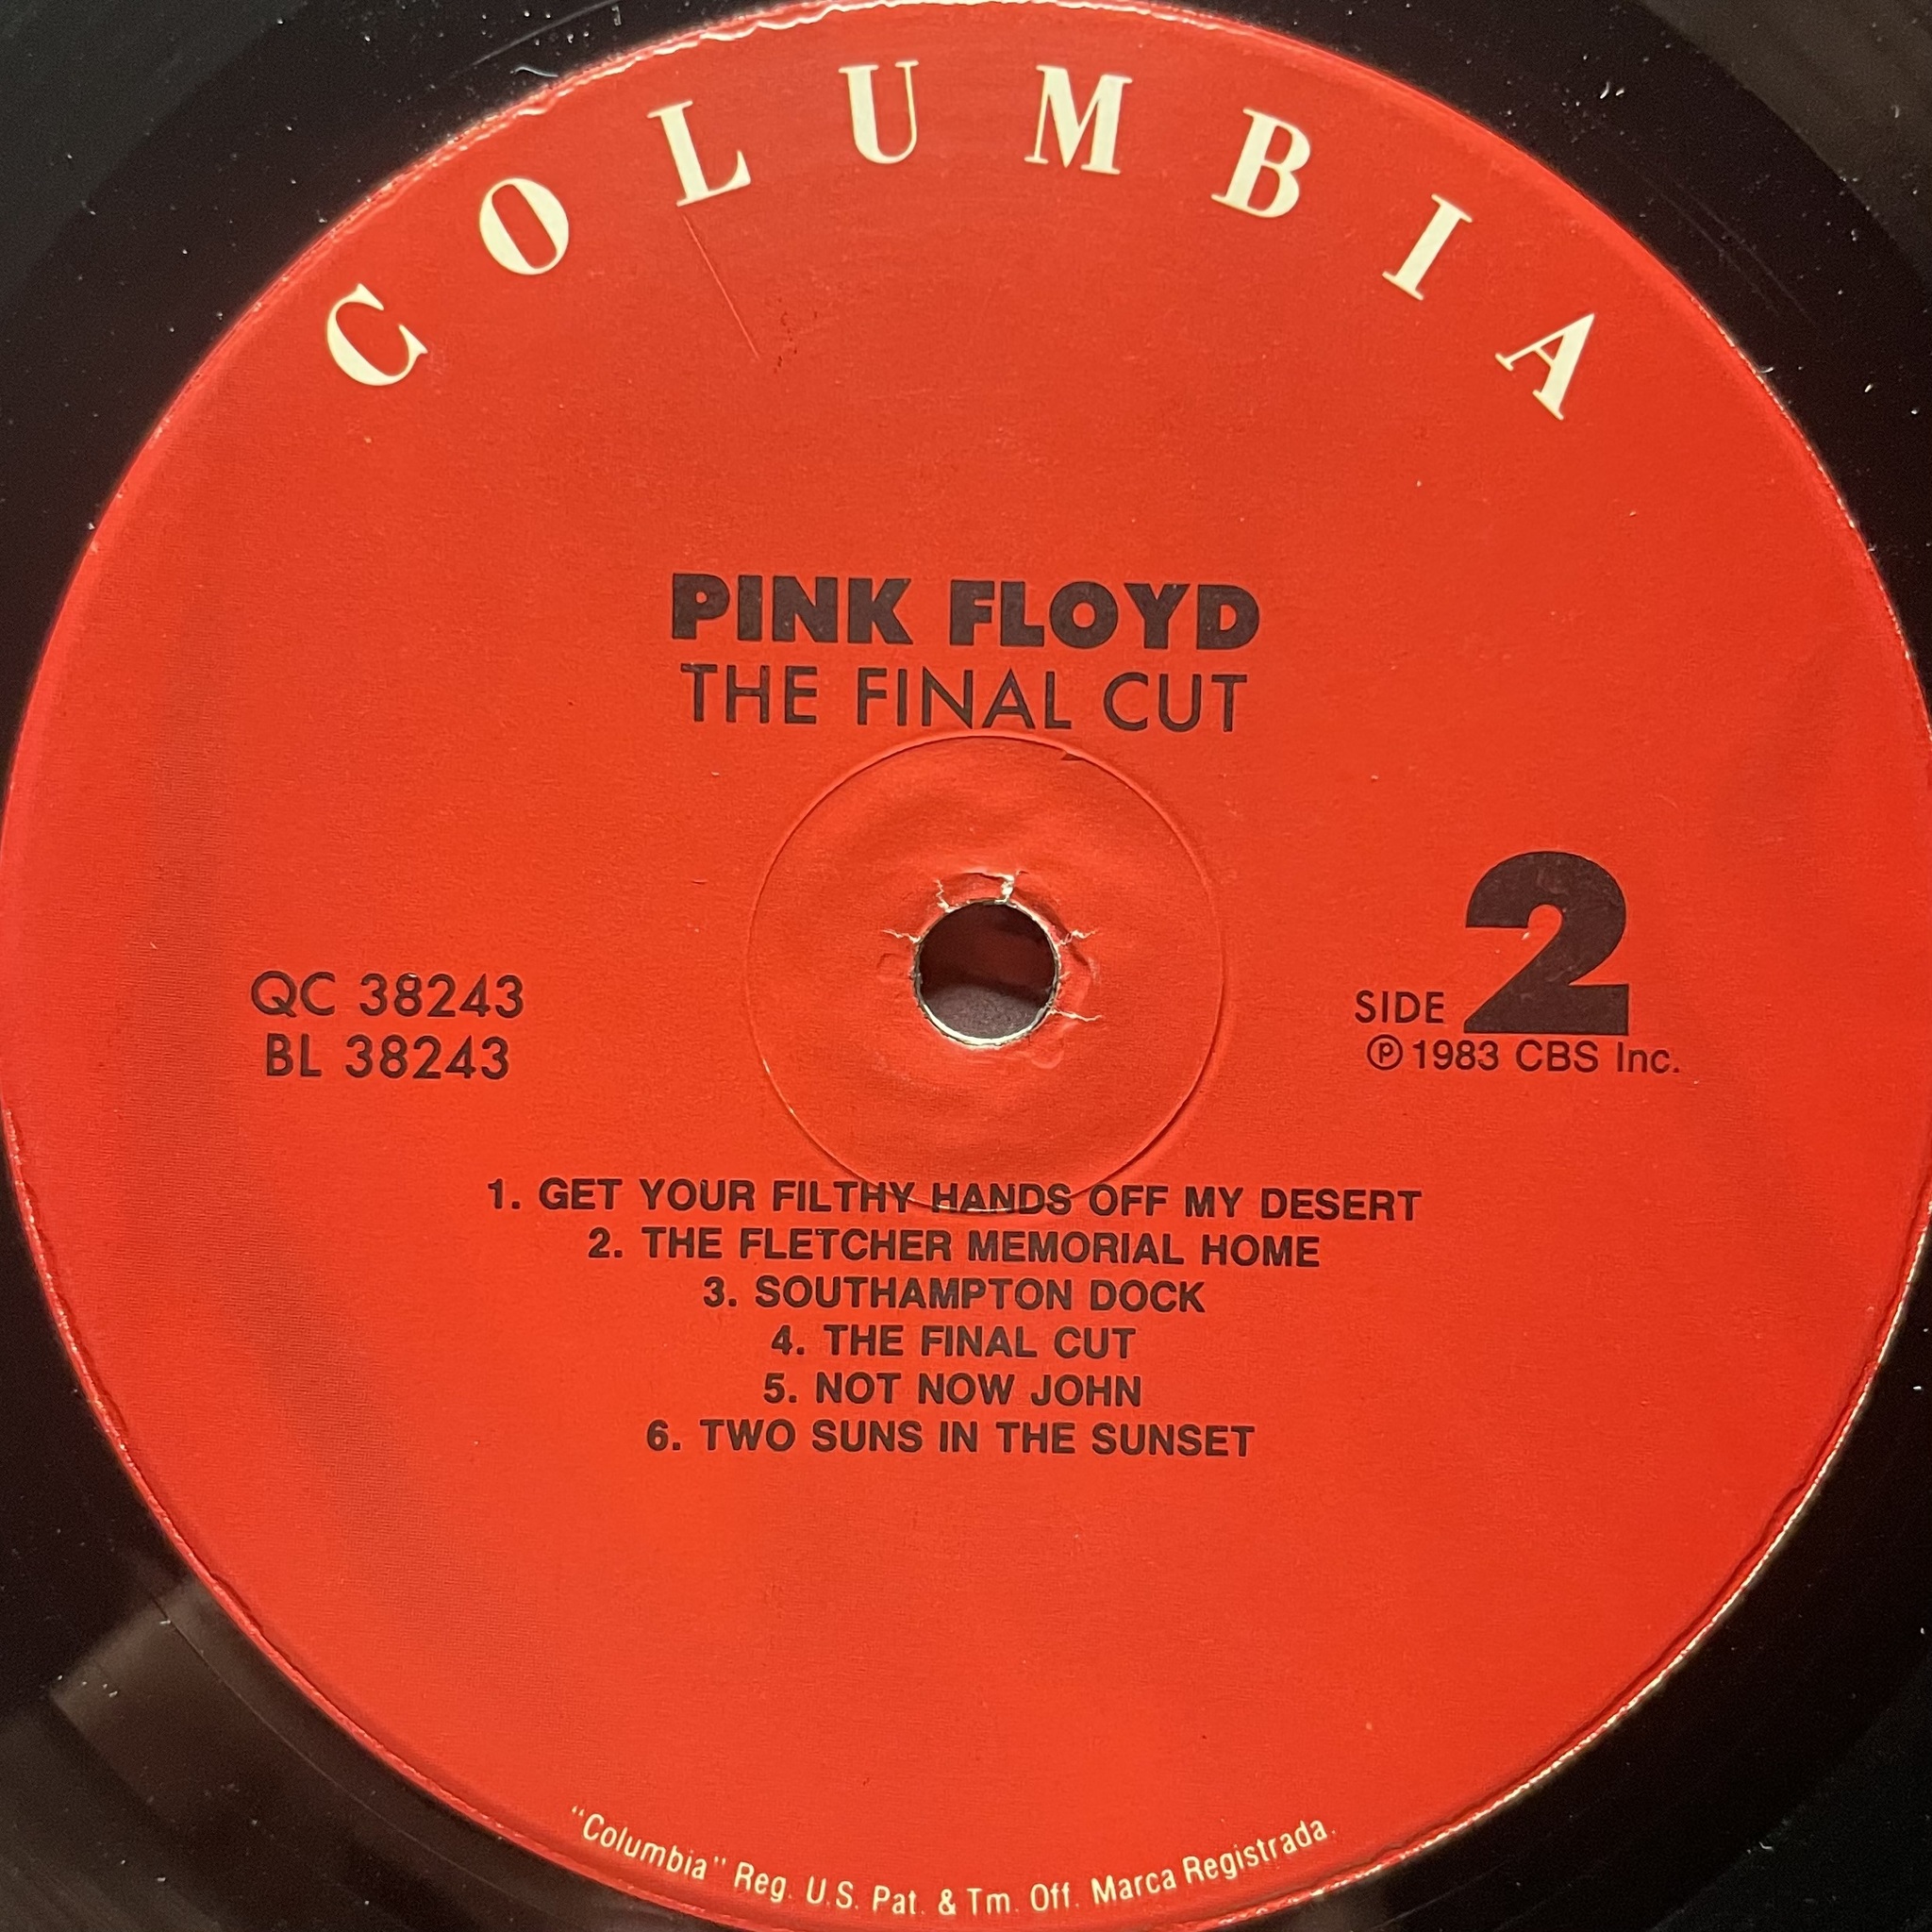 COLUMBIA
PINK FLOYD
THE FINAL CUT
QC 38243
BL 38243
SIDE 2
℗ 1983 CBS Inc.
1. GET YOUR FILTHY HANDS OFF MY DESERT
2. THE FLETCHER MEMORIAL HOME
3. SOUTHAMPTON DOCK
4. THE FINAL CUT
5. NOT NOW JOHN
6. TWO SUNS IN THE SUNSET
"Columbia" Reg. U.S. Pat. & Tm. Off. Marca Registrada.